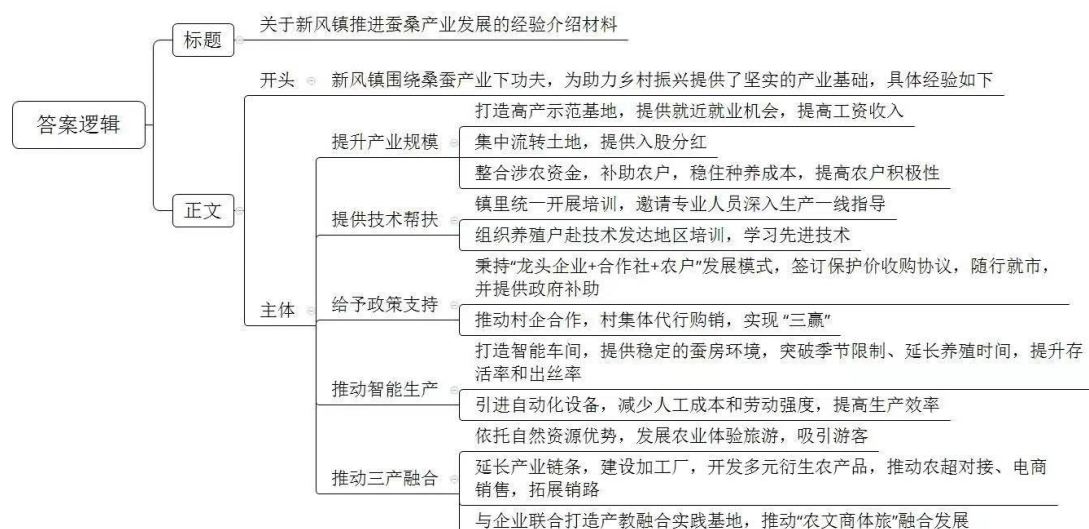 答案逻辑
标题
关于新风镇推进蚕桑产业发展的经验介绍材料
正文
开头
新风镇围绕桑蚕产业下功夫，为助力乡村振兴提供了坚实的产业基础，具体经验如下
主体
提升产业规模
打造高产示范基地，提供就近就业机会，提高工资收入
集中流转土地，提供入股分红
整合涉农资金，补助农户，稳住种养成本，提高农户积极性
提供技术帮扶
镇里统一开展培训，邀请专业人员深入生产一线指导
组织养殖户赴技术发达地区培训，学习先进技术
给予政策支持
秉持“龙头企业+合作社+农户”发展模式，签订保护价收购协议，随行就市，
并提供政府补助
推动村企合作，村集体代行购销，实现“三赢”
推动智能生产
打造智能车间，提供稳定的蚕房环境，突破季节限制、延长养殖时间，提升存
活率和出丝率
引进自动化设备，减少人工成本和劳动强度，提高生产效率
推动三产融合
依托自然资源优势，发展农业体验旅游，吸引游客
延长产业链条，建设加工厂，开发多元衍生农产品，推动农超对接、电商
销售，拓展销路
与企业联合打造产教融合实践基地，推动“农文商体旅”融合发展